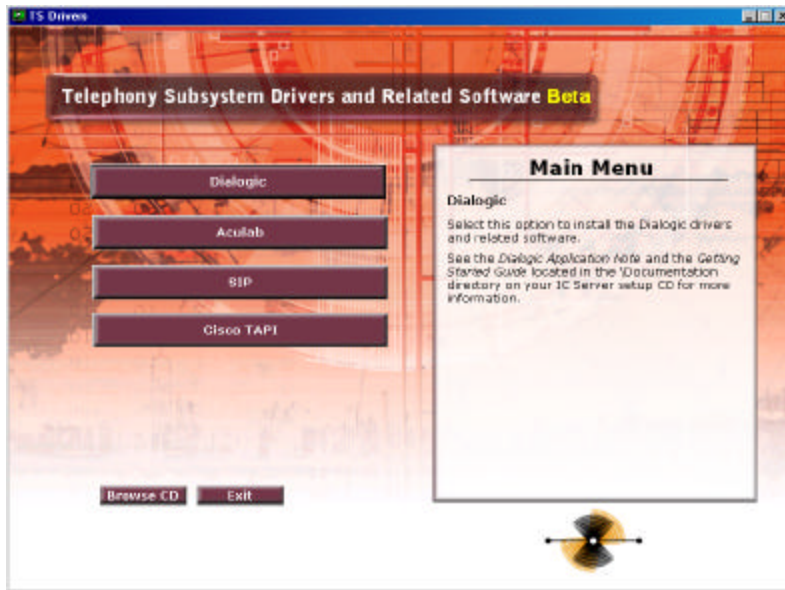 TS Drivers
Telephony Subsystem Drivers and Related Software Beta
Dialogic
Aculab
SIP
Cisco TAPI
Browse CD
Exit
Main Menu
Dialogic
Select this option to install the Dialogic drivers
and related software.
See the Dialogic Application Note and the Getting
Started Guide located in the \Documentation
directory on your IC Server setup CD for more
information.